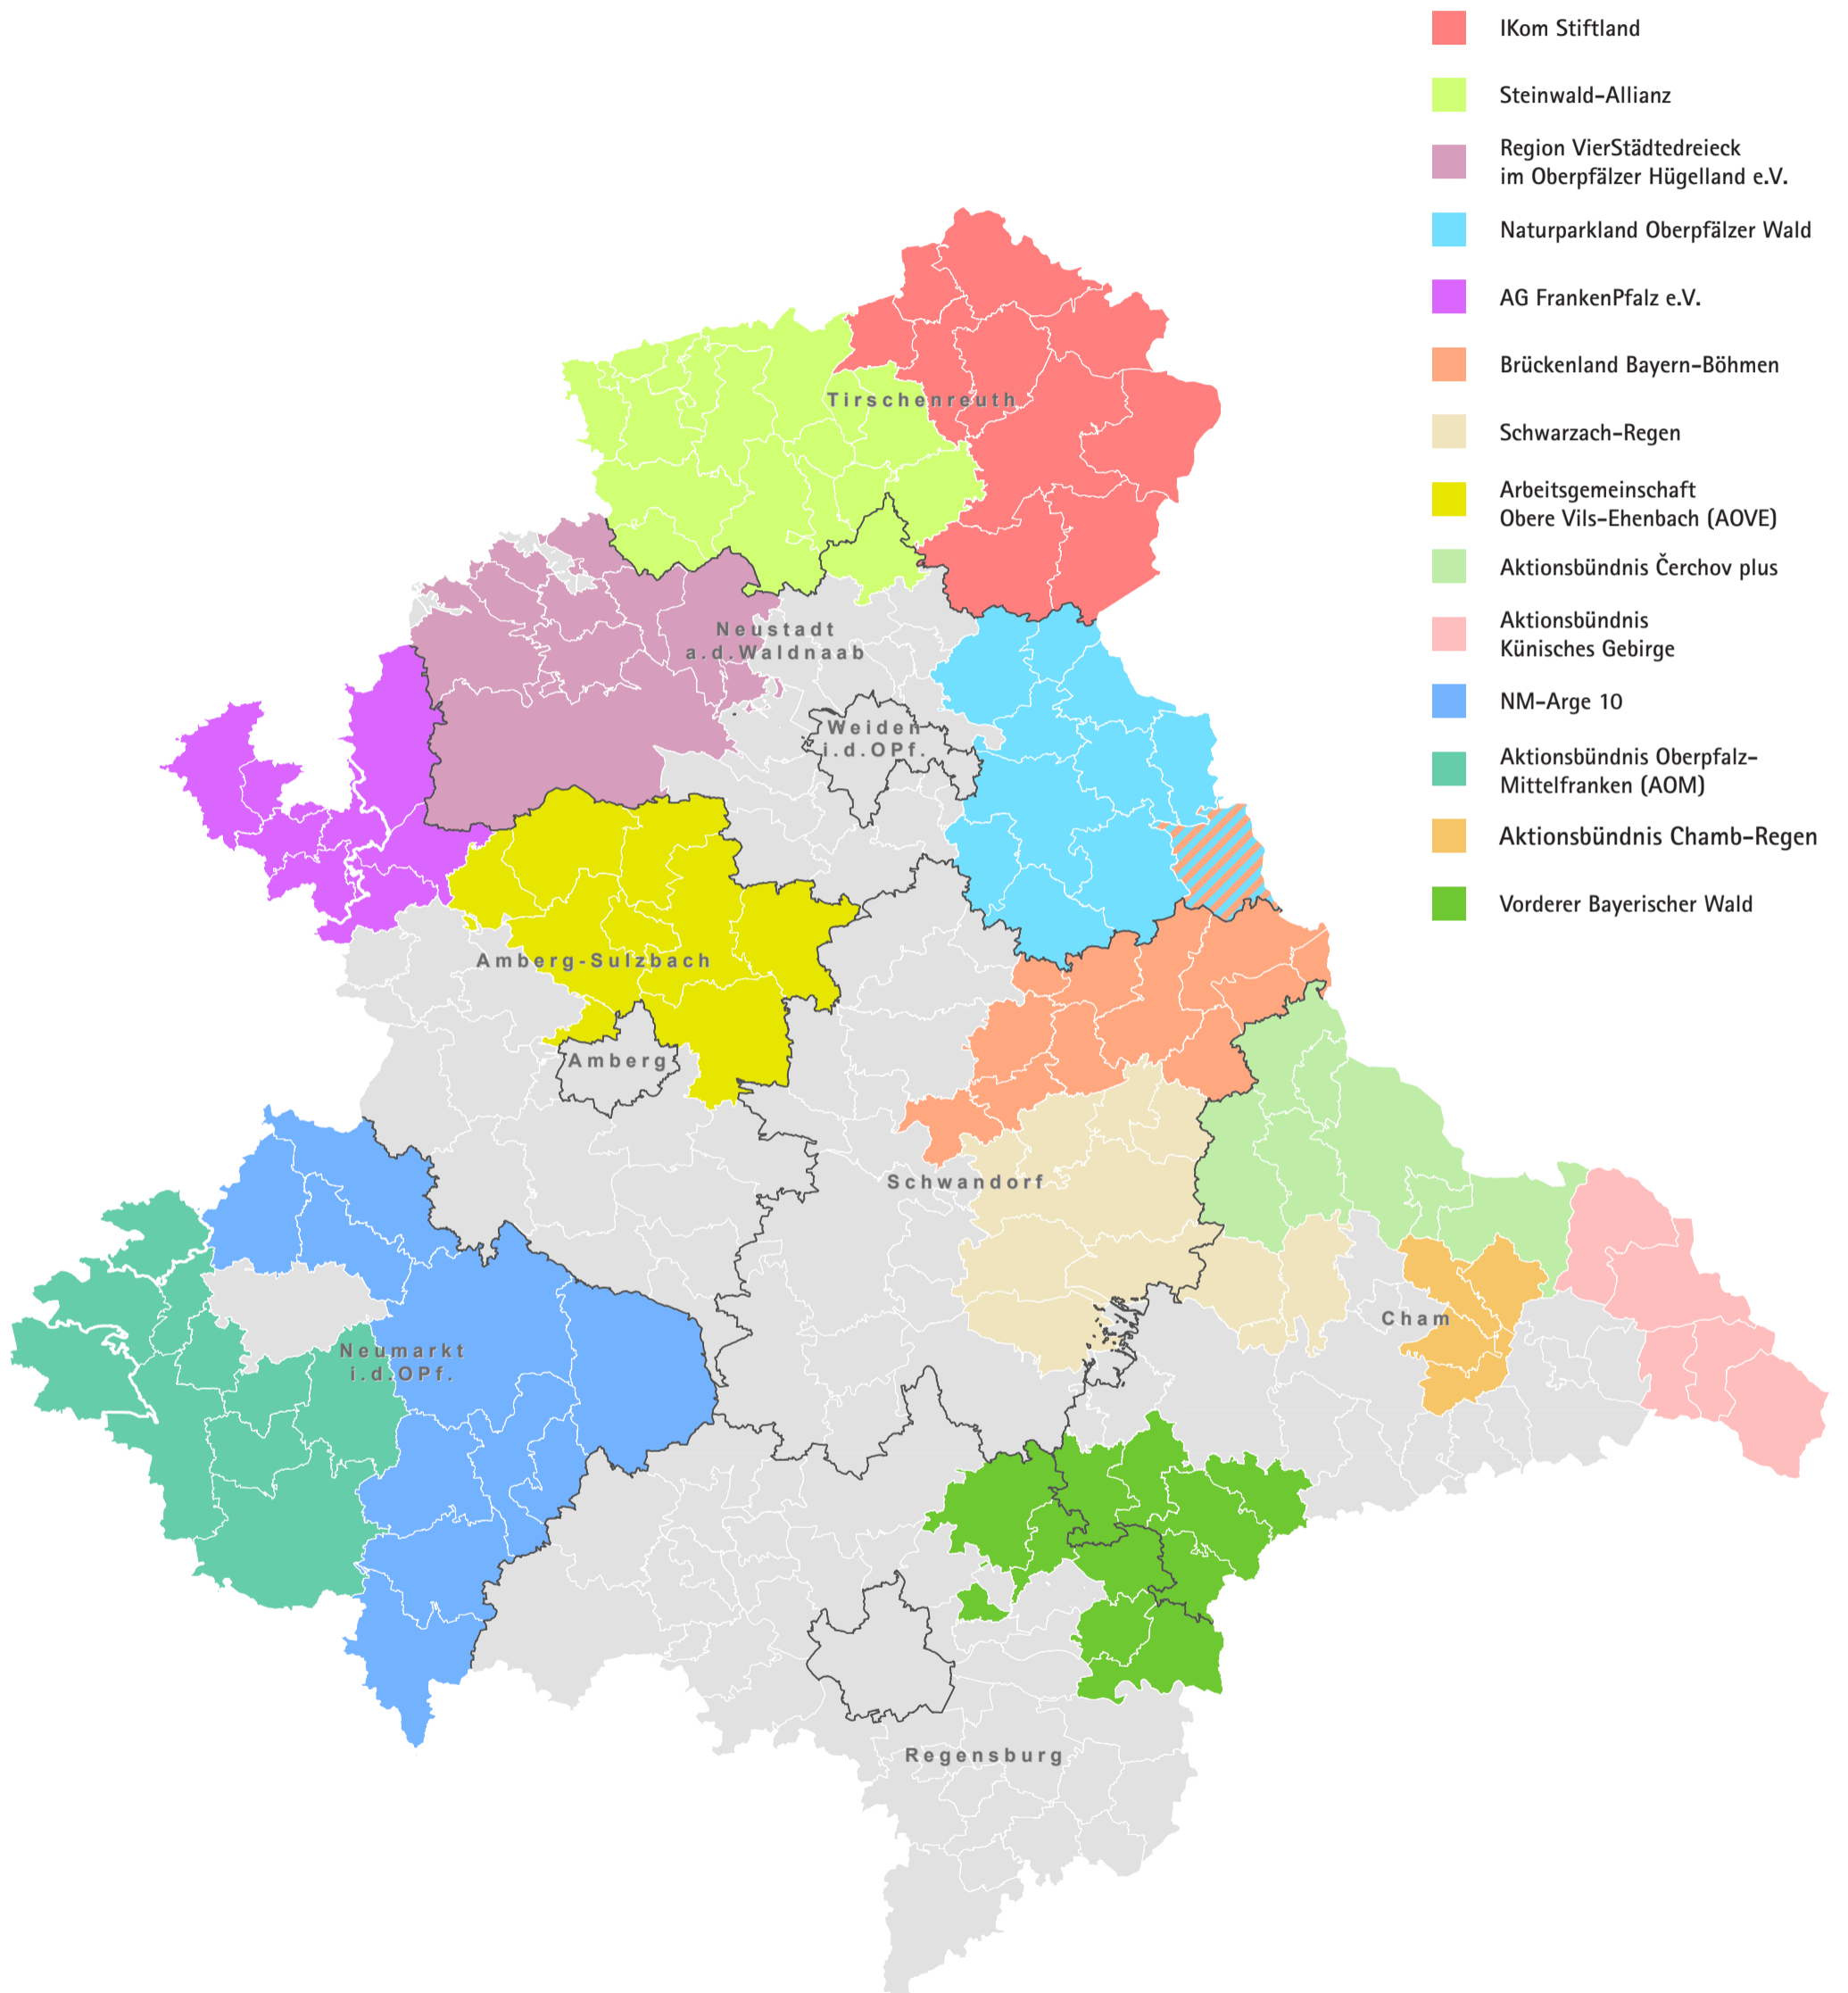 IKom Stiftland
Steinwald-Allianz
Region VierStädtedreieck
im Oberpfälzer Hügelland e.V.
Naturparkland Oberpfälzer Wald
AG FrankenPfalz e.V.
Brückenland Bayern-Böhmen
Schwarzach-Regen
Arbeitsgemeinschaft
Obere Vils-Ehenbach (AOVE)
Aktionsbündnis Čerchov plus
Aktionsbündnis
Künisches Gebirge
NM-Arge 10
Aktionsbündnis Oberpfalz-
Mittelfranken (AOM)
Aktionsbündnis Chamb-Regen
Vorderer Bayerischer Wald
Tirschenreuth
Neustadt
a.d.Waldnaab
Weiden
i.d.OPf.
Amberg-Sulzbach
Amberg
Schwandorf
Cham
Neumarkt
i.d.OPf.
Regensburg